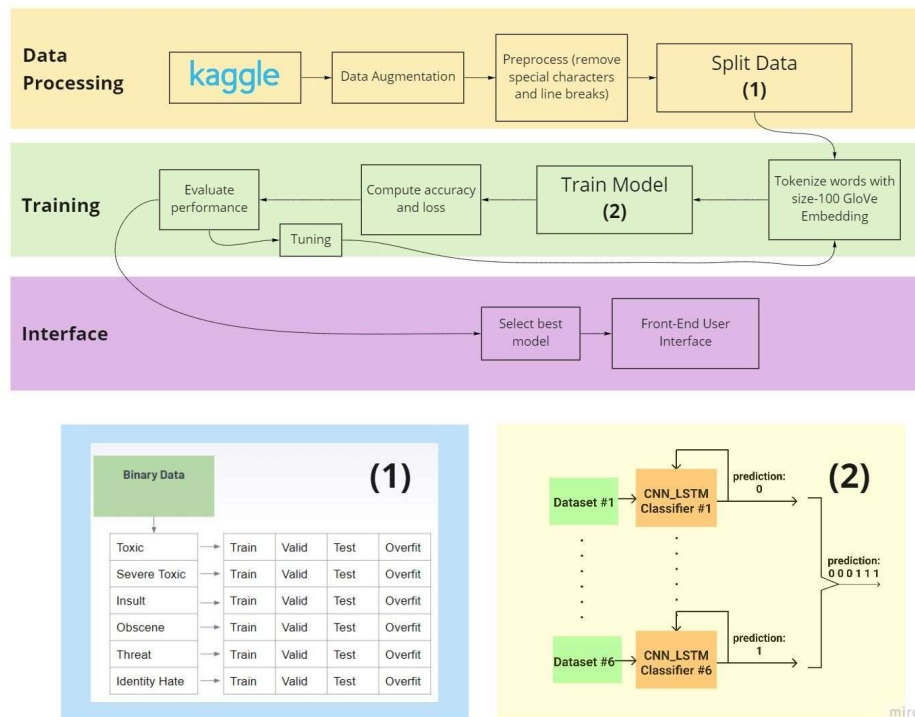 Data
Processing
kaggle
Data Augmentation
Preprocess (remove
special characters
and line breaks)
Split Data
(1)
Training
Evaluate
performance
Tuning
Compute accuracy
and loss
Train Model
(2)
Tokenize words with
size-100 GloVe
Embedding
Interface
Select best
model
Front-End User
Interface
Binary Data
(1)
Toxic Train Valid Test Overfit
Severe Toxic Train Valid Test Overfit
Insult Train Valid Test Overfit
Obscene Train Valid Test Overfit
Threat Train Valid Test Overfit
Identity Hate Train Valid Test Overfit
(2)
Dataset #1
CNN_LSTM
Classifier #1
prediction:
0
prediction:
0 0 0 1 1 1
Dataset #6
CNN_LSTM
Classifier #6
prediction:
1
miro